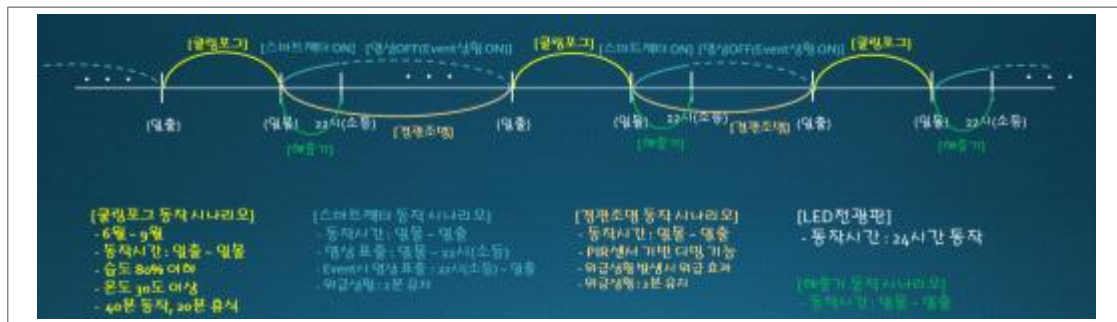 [쿨링포그] [스마트젝터 ON] [영상OFF(Event상황 ON)] [쿨링포그] [스마트젝터 ON] [영상OFF(Event상황 ON)] [쿨링포그]
(일출) (일몰) 22시(소등) (일출) (일몰) 22시(소등) (일출) (일몰) 22시(소등)
[경관조명] [경관조명]
[해충기] [해충기] [해충기]
[쿨링포그 동작 시나리오]
- 6월 ~ 9월
- 동작시간 : 일출 ~ 일몰
- 습도 80% 이하
- 온도 30도 이상
- 40분 동작, 20분 휴식
[스마트젝터 동작 시나리오]
- 동작시간 : 일몰 ~ 일출
- 영상 표출 : 일몰 ~ 22시(소등)
- Event시 영상 표출 : 22시(소등) ~ 일출
- 위급상황 : 2분 유지
[경관조명 동작 시나리오]
- 동작시간 : 일몰 ~ 일출
- PIR센서 기반 디밍 기능
- 위급상황 발생시 위급 효과
- 위급상황 : 2분 유지
[LED전광판]
- 동작시간 : 24시간 동작
[해충기 동작 시나리오]
- 동작시간 : 일몰 ~ 일출